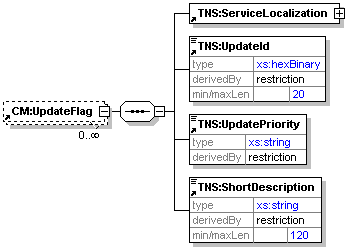 TNS:ServiceLocalization
TNS:UpdateId
type xs:hexBinary
derivedBy restriction
min/maxLen 20
CM:UpdateFlag
0..∞
TNS:UpdatePriority
type xs:string
derivedBy restriction
TNS:ShortDescription
type xs:string
derivedBy restriction
min/maxLen 120